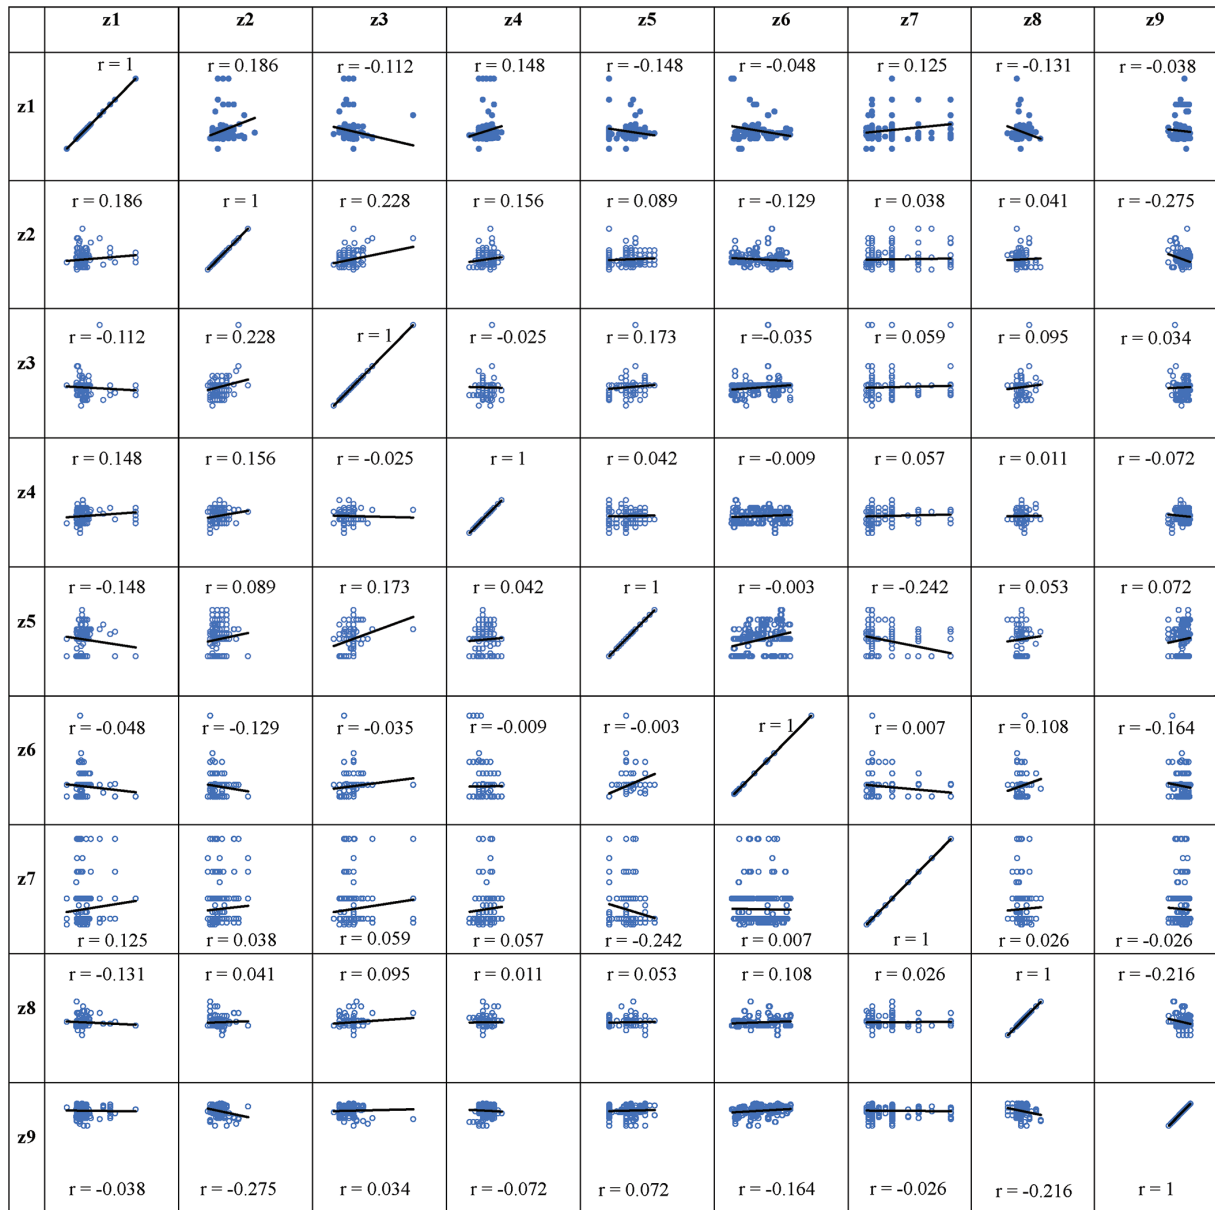 z1 z2 z3 z4 z5 z6 z7 z8 z9
z1 r = 1 r = 0.186 r = -0.112 r = 0.148 r = -0.148 r = -0.048 r = 0.125 r = -0.131 r = -0.038
z2 r = 0.186 r = 1 r = 0.228 r = 0.156 r = 0.089 r = -0.129 r = 0.038 r = 0.041 r = -0.275
z3 r = -0.112 r = 0.228 r = 1 r = -0.025 r = 0.173 r =-0.035 r = 0.059 r = 0.095 r = 0.034
z4 r = 0.148 r = 0.156 r = -0.025 r = 1 r = 0.042 r = -0.009 r = 0.057 r = 0.011 r = -0.072
z5 r = -0.148 r = 0.089 r = 0.173 r = 0.042 r = 1 r = -0.003 r = -0.242 r = 0.053 r = 0.072
z6 r = -0.048 r = -0.129 r = -0.035 r = -0.009 r = -0.003 r = 1 r = 0.007 r = 0.108 r = -0.164
z7 r = 0.125 r = 0.038 r = 0.059 r = 0.057 r = -0.242 r = 0.007 r = 1 r = 0.026 r = -0.026
z8 r = -0.131 r = 0.041 r = 0.095 r = 0.011 r = 0.053 r = 0.108 r = 0.026 r = 1 r = -0.216
z9 r = -0.038 r = -0.275 r = 0.034 r = -0.072 r = 0.072 r = -0.164 r = -0.026 r = -0.216 r = 1